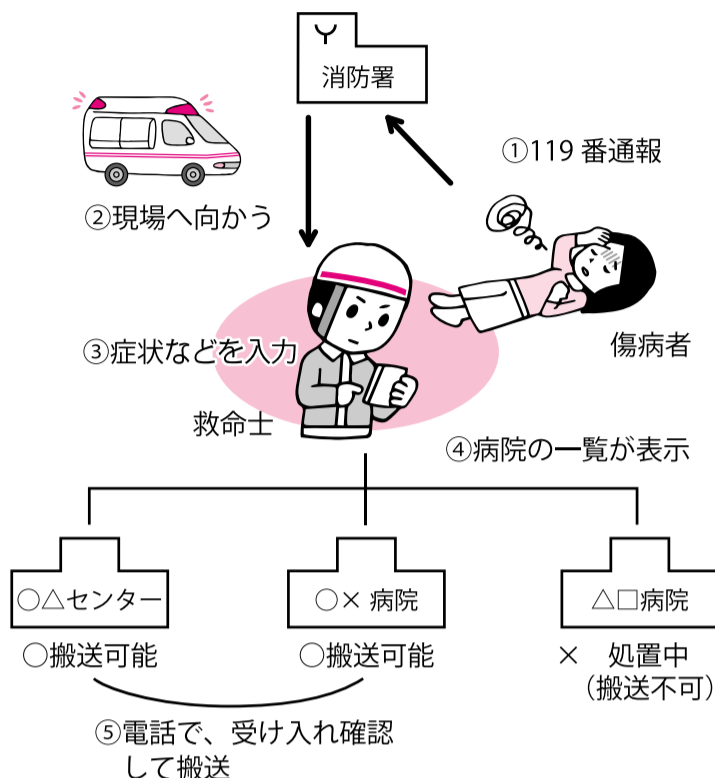 消防署
①119 番通報
②現場へ向かう
傷病者
③症状などを入力
救命士
④病院の一覧が表示
○△センター
○× 病院
△□病院
○搬送可能
○搬送可能
× 処置中
（搬送不可）
⑤電話で、受け入れ確認
して搬送